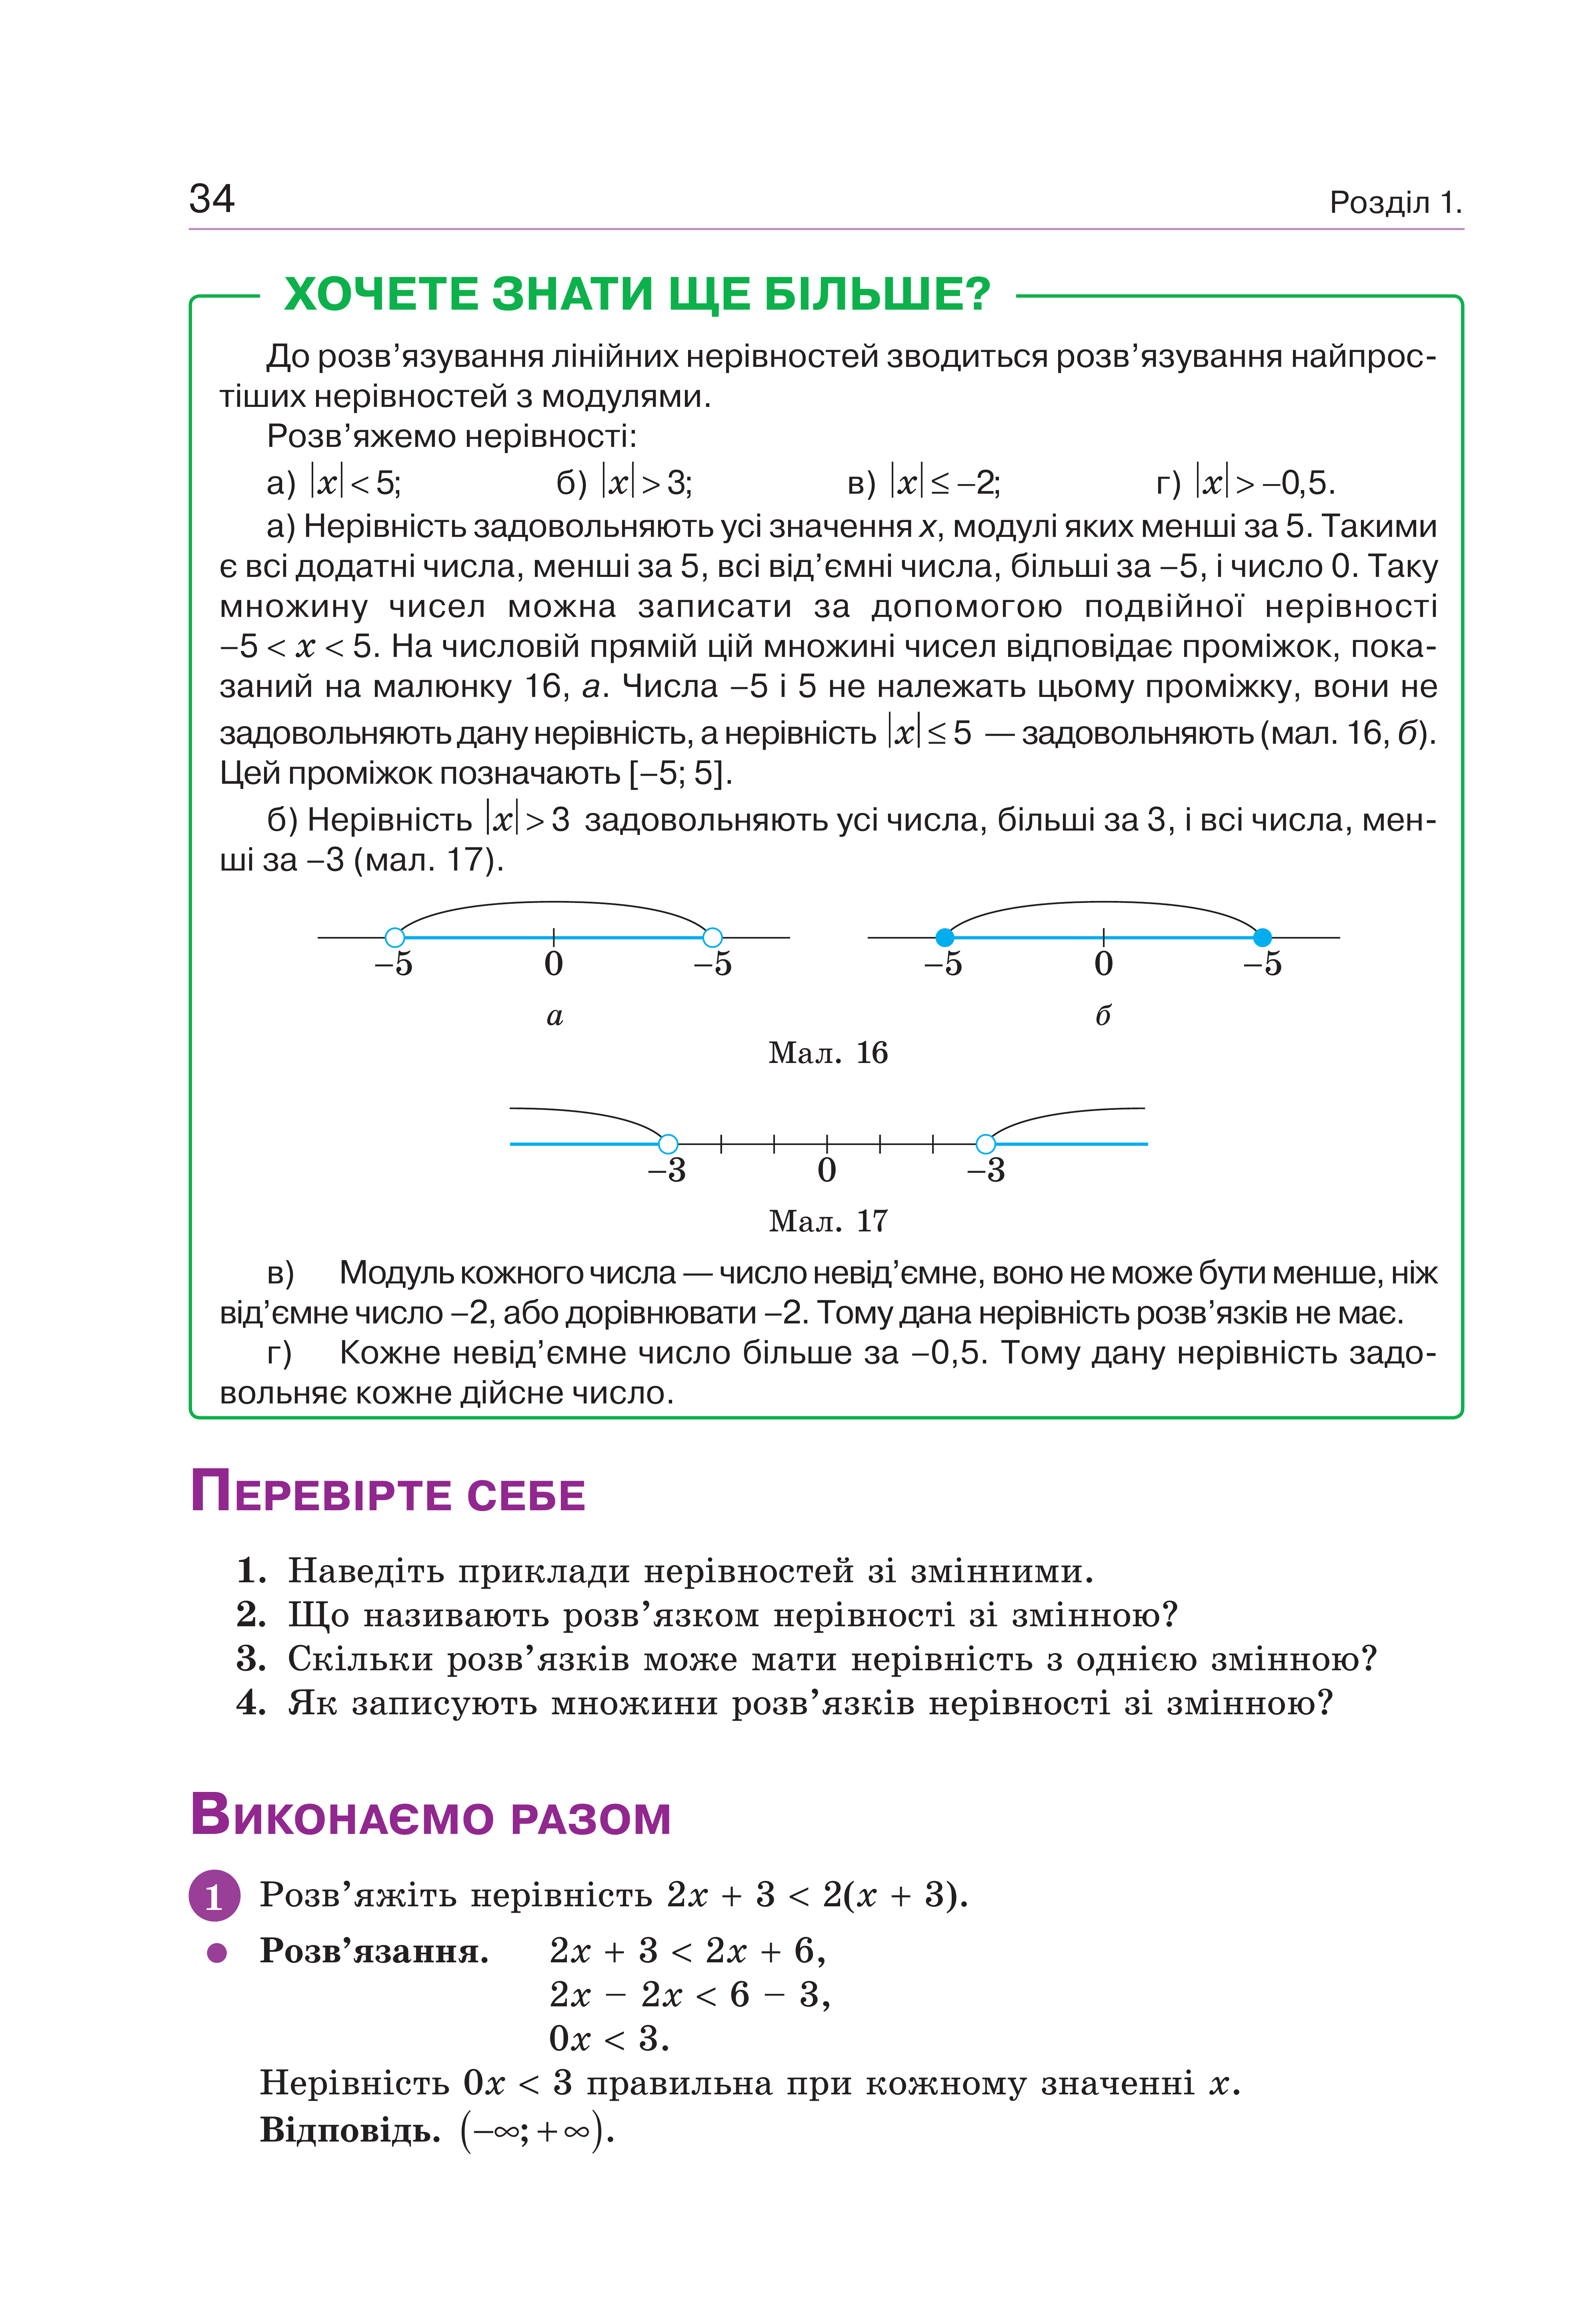 34
Розділ 1.
ХОЧЕТЕ ЗНАТИ ЩЕ БІЛЬШЕ?
До розв’язування лінійних нерівностей зводиться розв’язування найпрос-
тіших нерівностей з модулями.
Розв’яжемо нерівності:
а) |x| < 5; б) |x| > 3; в) |x| ≤ –2; г) |x| > –0,5.
а) Нерівність задовольняють усі значення x, модулі яких менші за 5. Такими
є всі додатні числа, менші за 5, всі від’ємні числа, більші за –5, і число 0. Таку
множину чисел можна записати за допомогою подвійної нерівності
–5 < x < 5. На числовій прямій цій множині чисел відповідає проміжок, пока-
заний на малюнку 16, а. Числа –5 і 5 не належать цьому проміжку, вони не
задовольняють дану нерівність, а нерівність |x| ≤ 5 — задовольняють (мал. 16, б).
Цей проміжок позначають [–5; 5].
б) Нерівність |x| > 3 задовольняють усі числа, більші за 3, і всі числа, мен-
ші за –3 (мал. 17).
–5 0 –5 –5 0 –5
а б
Мал. 16
–3 0 –3
Мал. 17
в) Модуль кожного числа — число невід’ємне, воно не може бути менше, ніж
від’ємне число –2, або дорівнювати –2. Тому дана нерівність розв’язків не має.
г) Кожне невід’ємне число більше за –0,5. Тому дану нерівність задо-
вольняє кожне дійсне число.
ПЕРЕВІРТЕ СЕБЕ
1. Наведіть приклади нерівностей зі змінними.
2. Що називають розв’язком нерівності зі змінною?
3. Скільки розв’язків може мати нерівність з однією змінною?
4. Як записують множини розв’язків нерівності зі змінною?
ВИКОНАЄМО РАЗОМ
1 Розв’яжіть нерівність 2x + 3 < 2(x + 3).
● Розв’язання. 2x + 3 < 2x + 6,
2x – 2x < 6 – 3,
0x < 3.
Нерівність 0x < 3 правильна при кожному значенні x.
Відповідь. (–∞; + ∞).